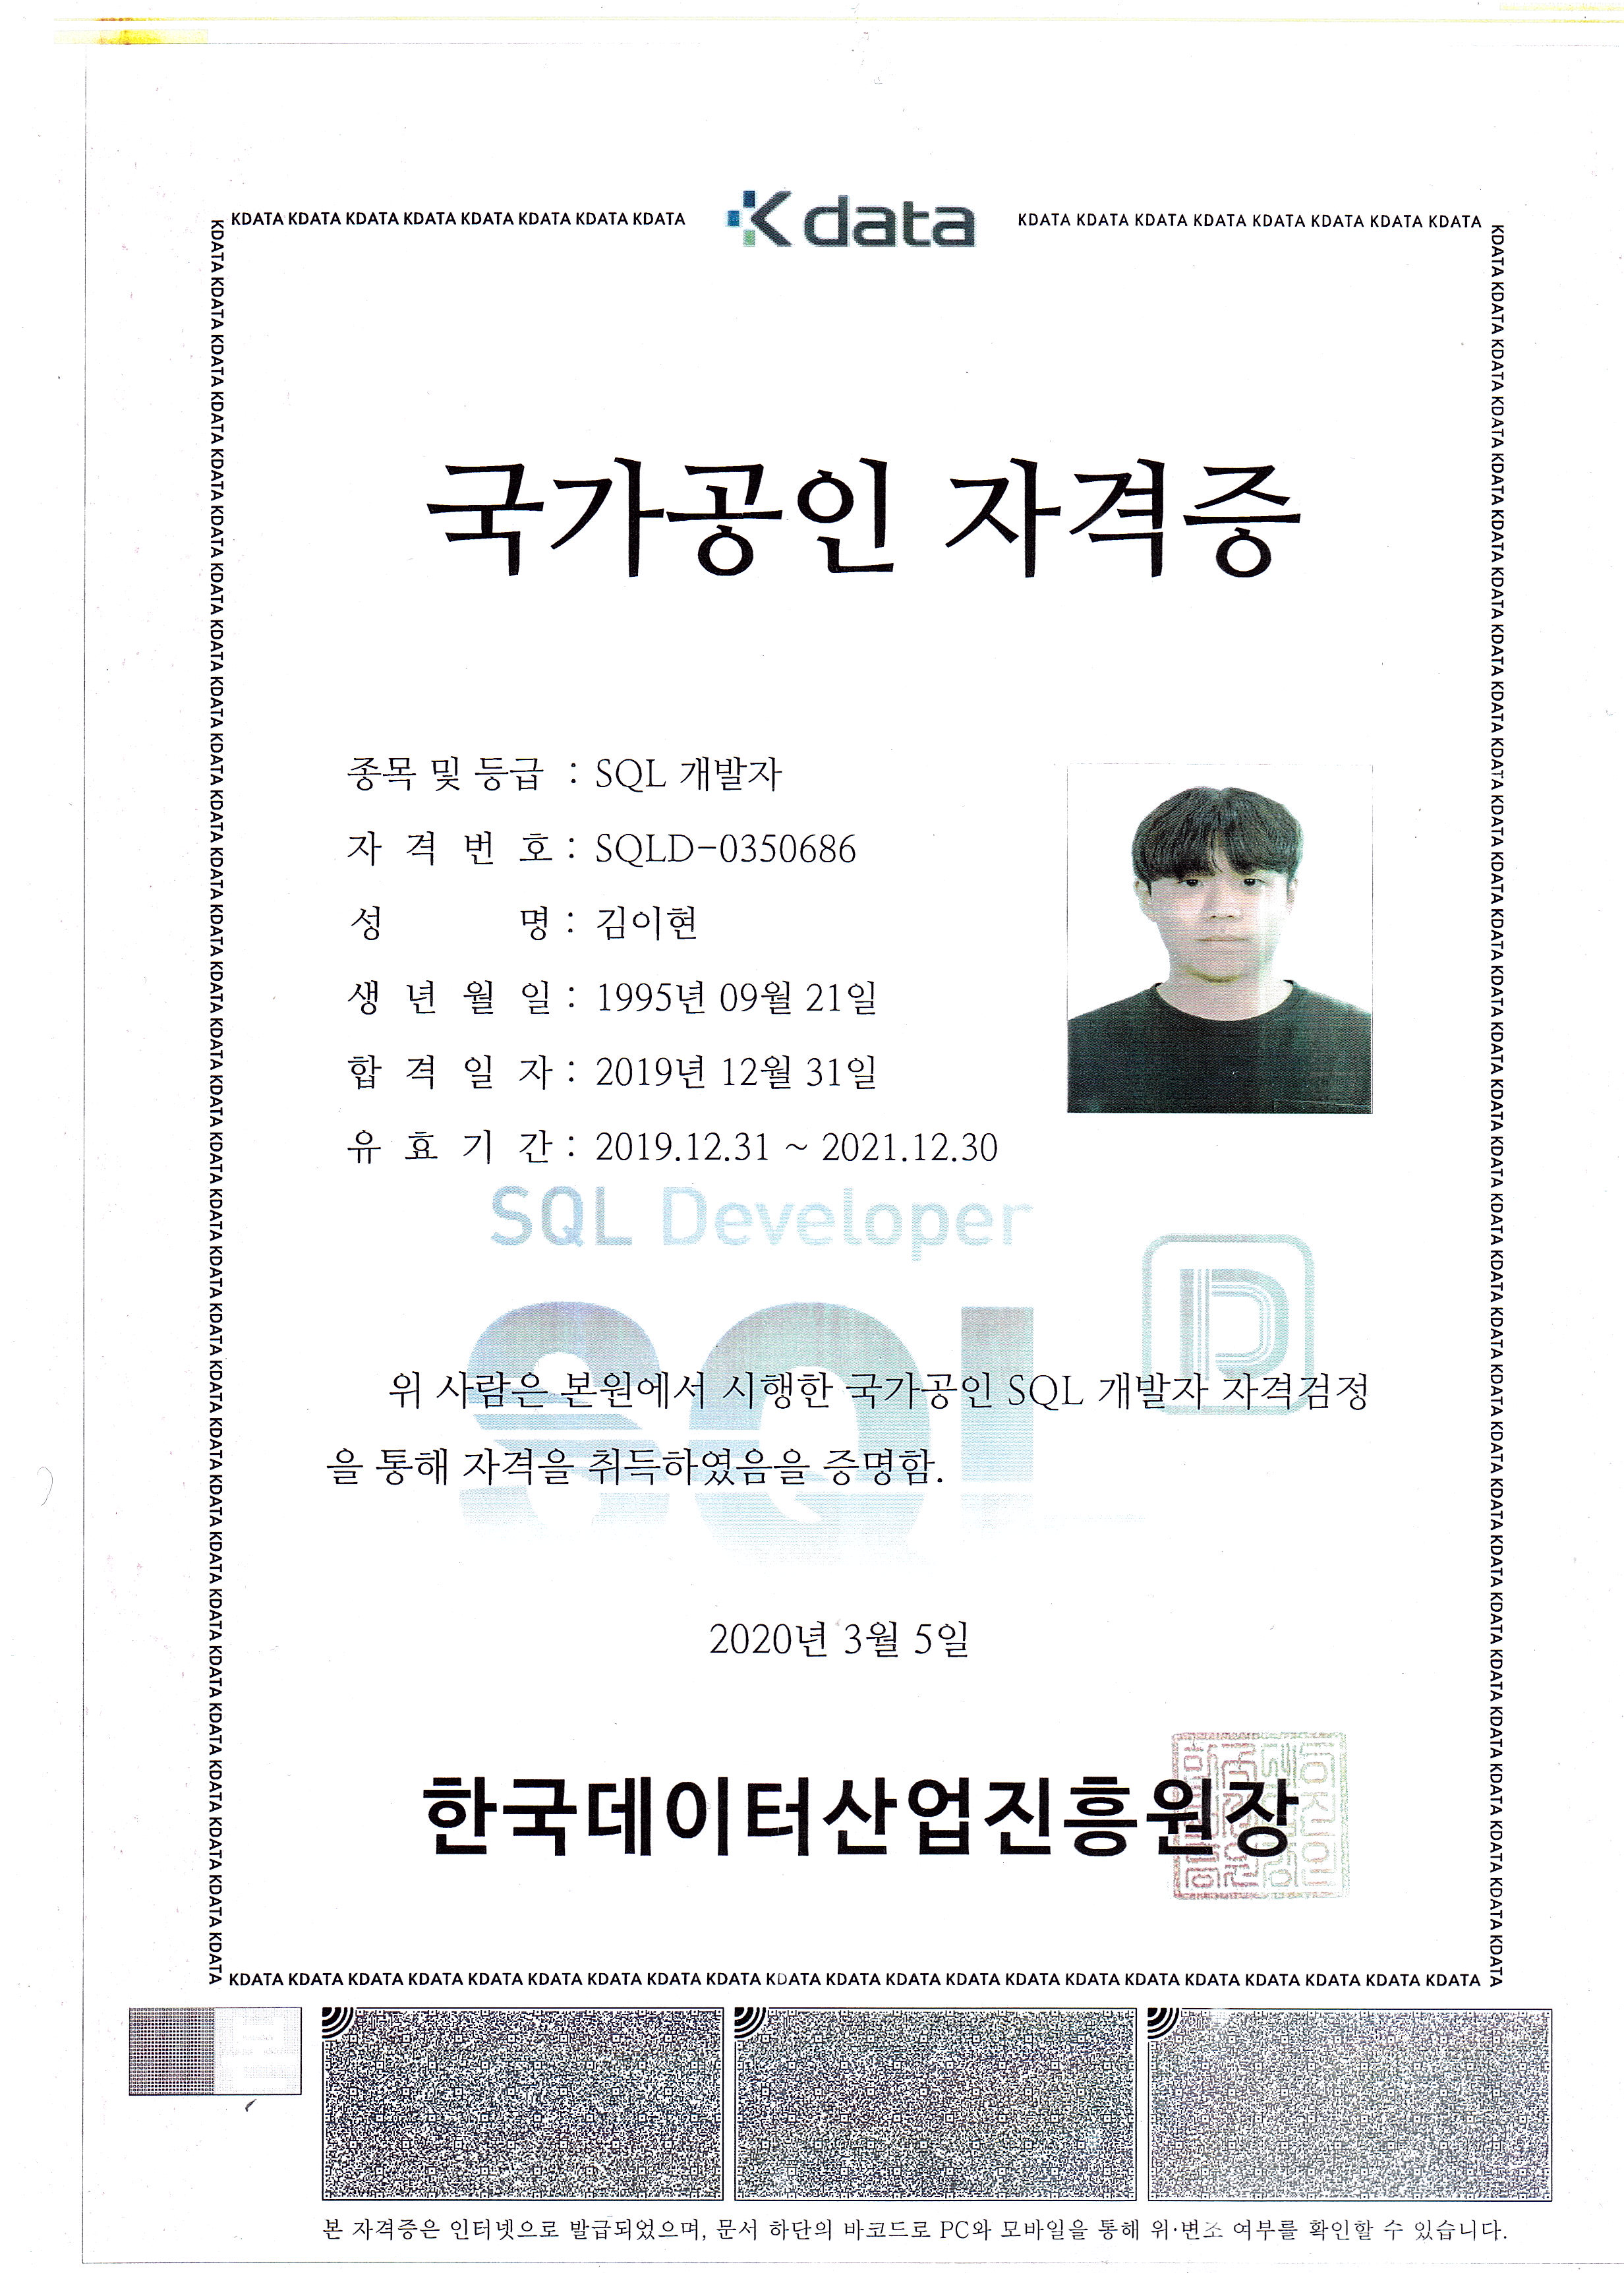 KDATA KDATA KDATA KDATA KDATA KDATA KDATA KDATA
K data
KDATA KDATA KDATA KDATA KDATA KDATA KDATA KDATA
국가공인 자격증
종목 및 등급 : SQL 개발자
자 격 번 호 : SQLD-0350686
성 명 : 김이현
생 년 월 일 : 1995년 09월 21일
합 격 일 자 : 2019년 12월 31일
유 효 기 간 : 2019.12.31 ~ 2021.12.30
SQL Developer
SQL
D
위 사람은 본원에서 시행한 국가공인 SQL 개발자 자격검정
을 통해 자격을 취득하였음을 증명함.
2020년 3월 5일
한국데이터산업진흥원장
KDATA KDATA KDATA KDATA KDATA KDATA KDATA KDATA KDATA KDATA KDATA KDATA KDATA KDATA KDATA KDATA KDATA KDATA KDATA KDATA KDATA
본 자격증은 인터넷으로 발급되었으며, 문서 하단의 바코드로 PC와 모바일을 통해 위·변조 여부를 확인할 수 있습니다.